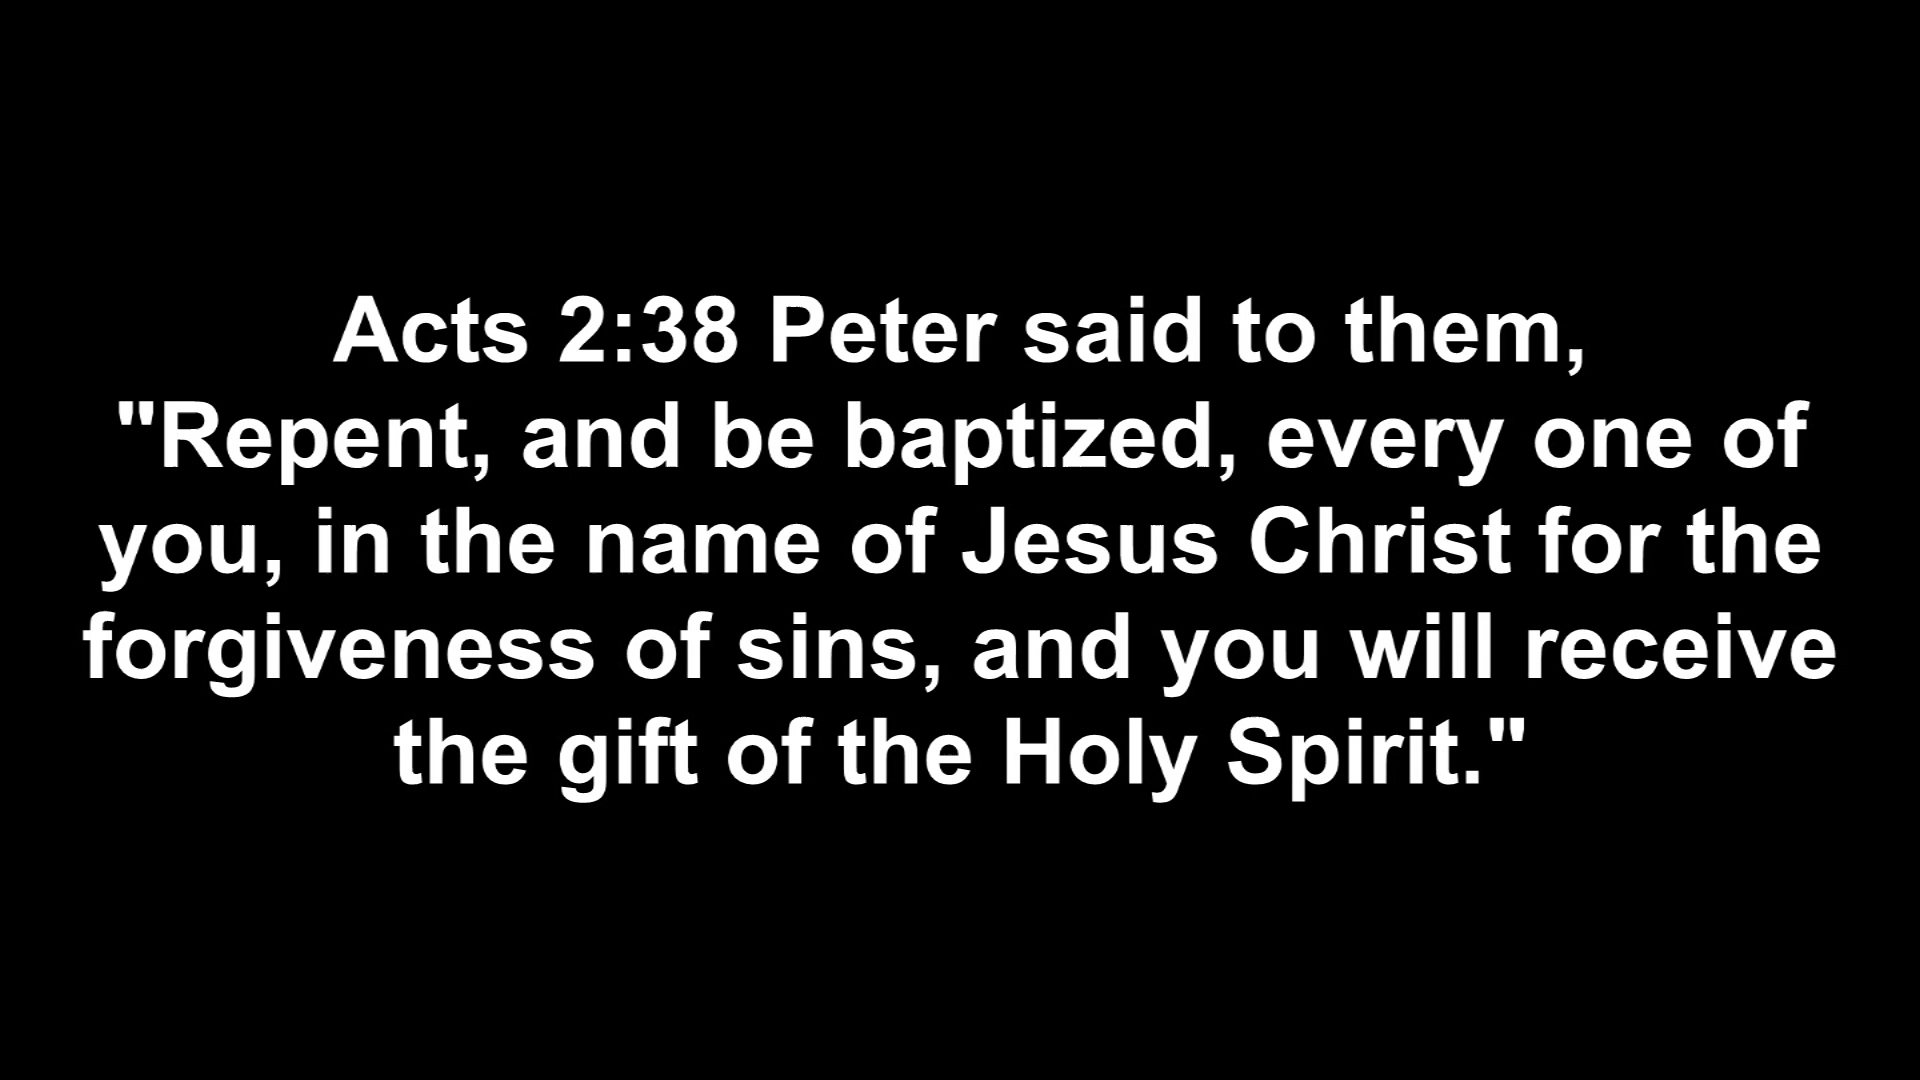 Acts 2:38 Peter said to them,
"Repent, and be baptized, every one of
you, in the name of Jesus Christ for the
forgiveness of sins, and you will receive
the gift of the Holy Spirit."